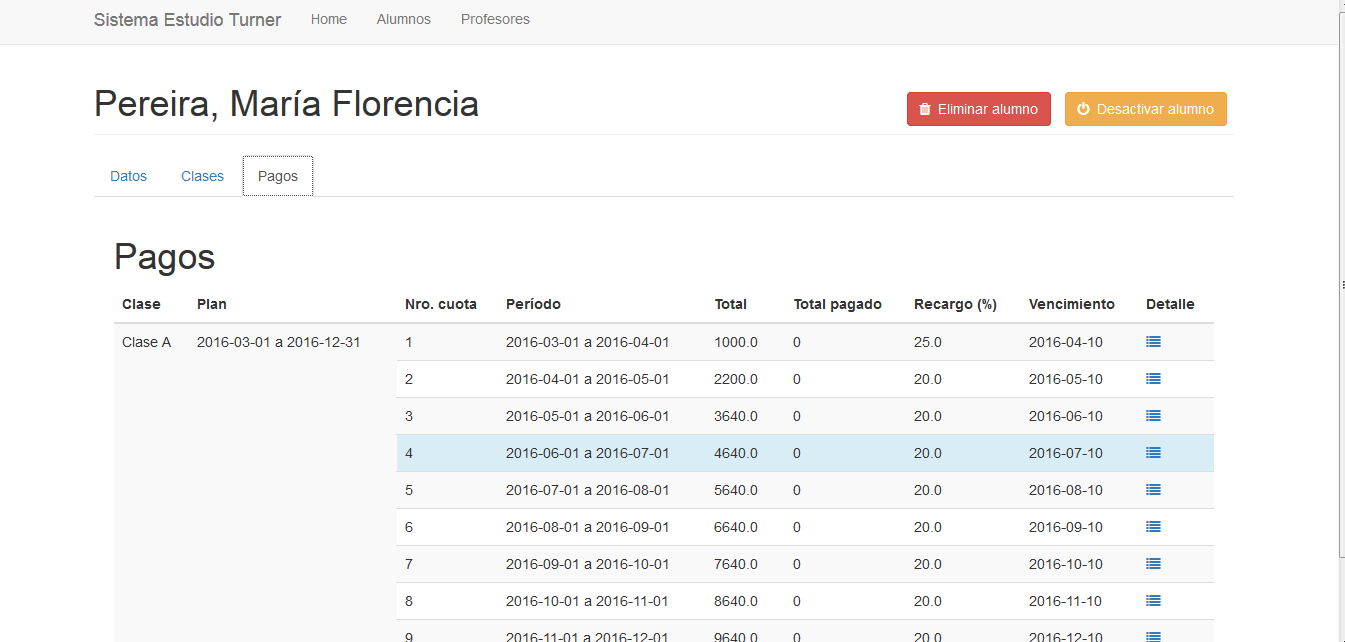 Sistema Estudio Turner Home Alumnos Profesores
Pereira, María Florencia
Eliminar alumno Desactivar alumno
Datos Clases Pagos
Pagos
Clase Plan Nro. cuota Período Total Total pagado Recargo (%) Vencimiento Detalle
Clase A 2016-03-01 a 2016-12-31 1 2016-03-01 a 2016-04-01 1000.0 0 25.0 2016-04-10
2 2016-04-01 a 2016-05-01 2200.0 0 20.0 2016-05-10
3 2016-05-01 a 2016-06-01 3640.0 0 20.0 2016-06-10
4 2016-06-01 a 2016-07-01 4640.0 0 20.0 2016-07-10
5 2016-07-01 a 2016-08-01 5640.0 0 20.0 2016-08-10
6 2016-08-01 a 2016-09-01 6640.0 0 20.0 2016-09-10
7 2016-09-01 a 2016-10-01 7640.0 0 20.0 2016-10-10
8 2016-10-01 a 2016-11-01 8640.0 0 20.0 2016-11-10
9 2016-11-01 a 2016-12-01 9640.0 0 20.0 2016-12-10